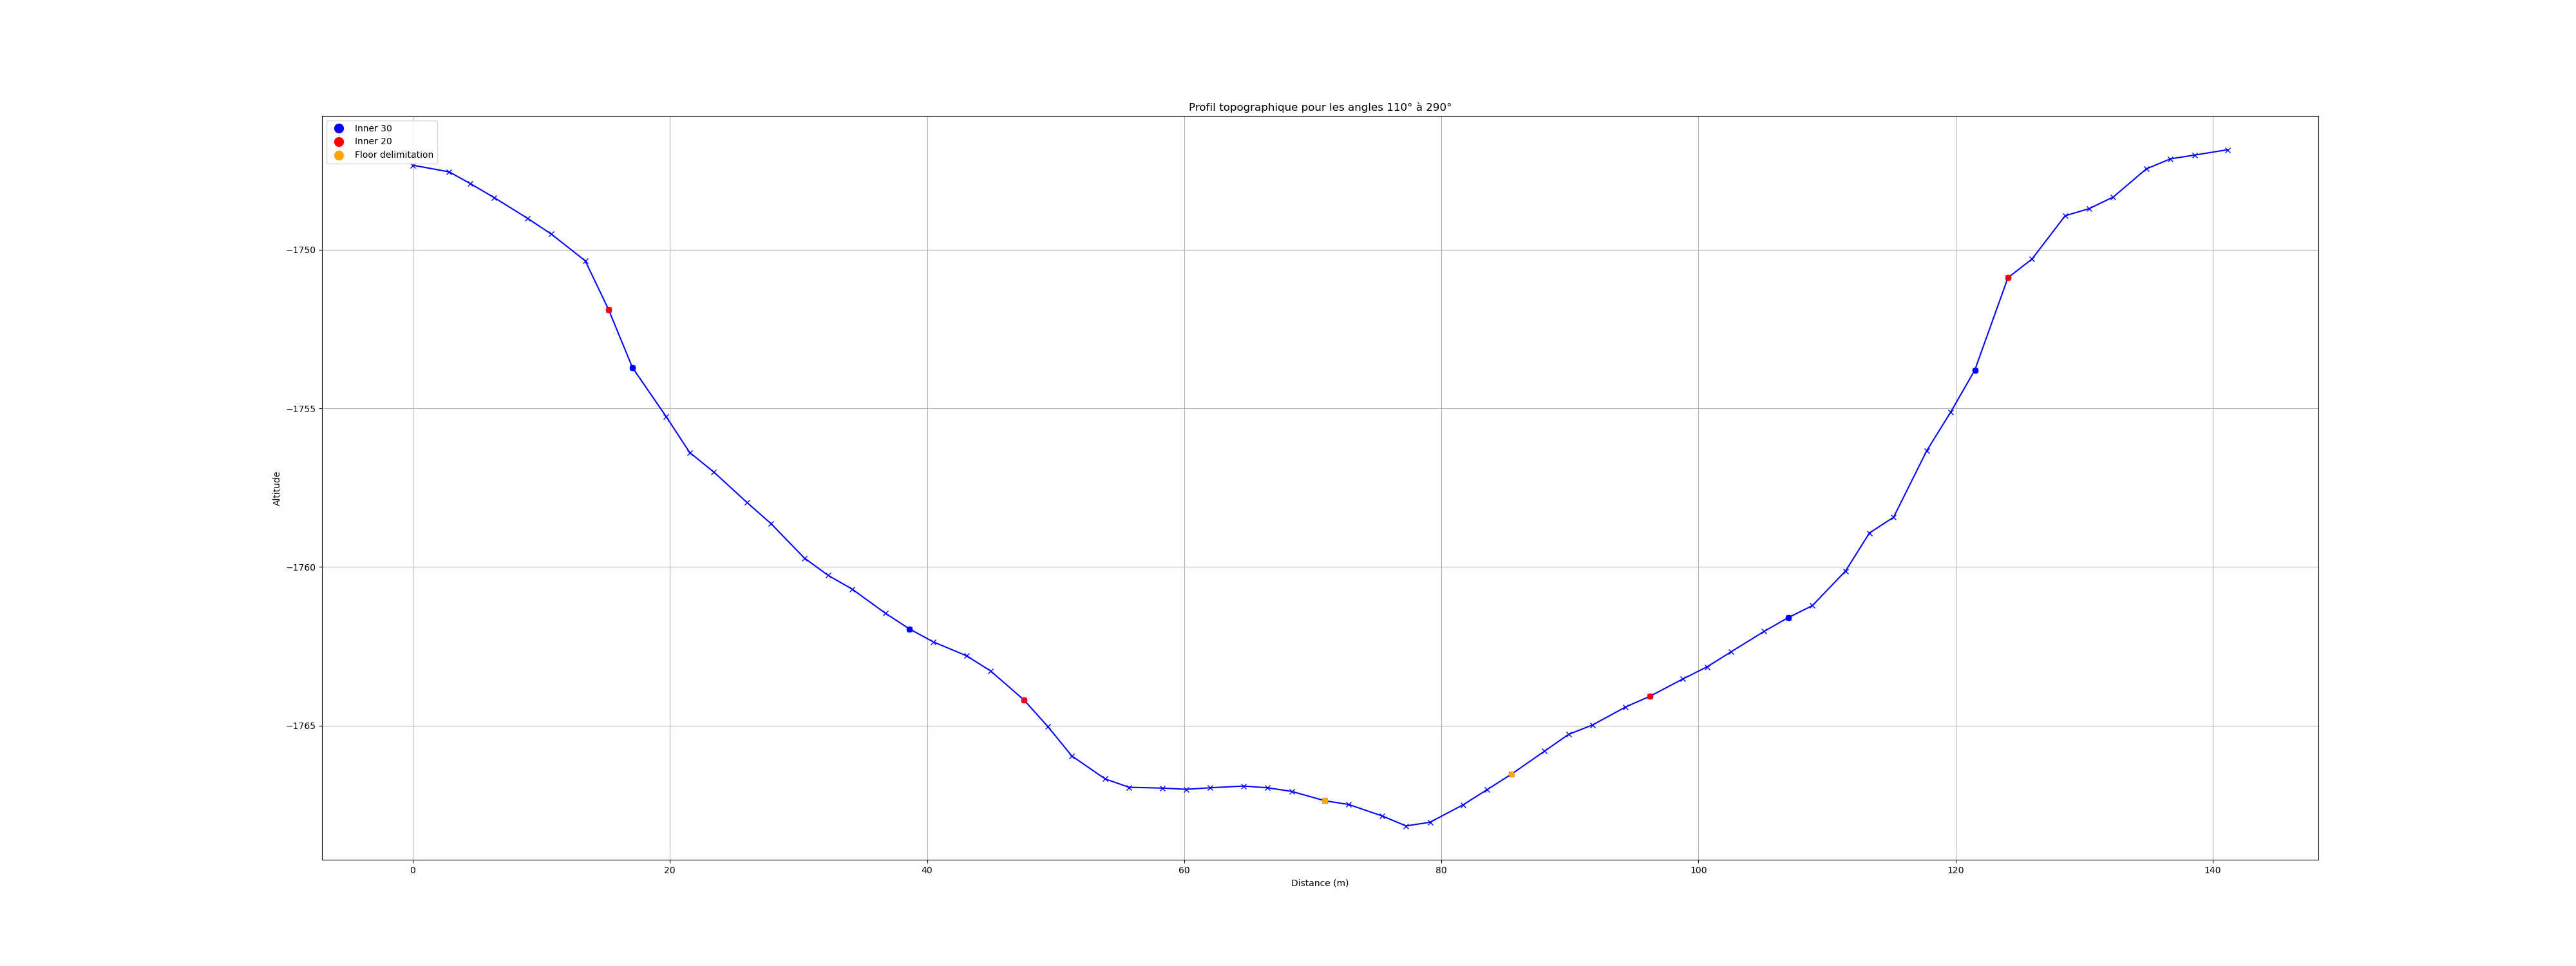 Profil topographique pour les angles 110° à 290°
Inner 30
Inner 20
Floor delimitation
−1750
−1755
−1760
−1765
Altitude
0 20 40 60 80 100 120 140
Distance (m)